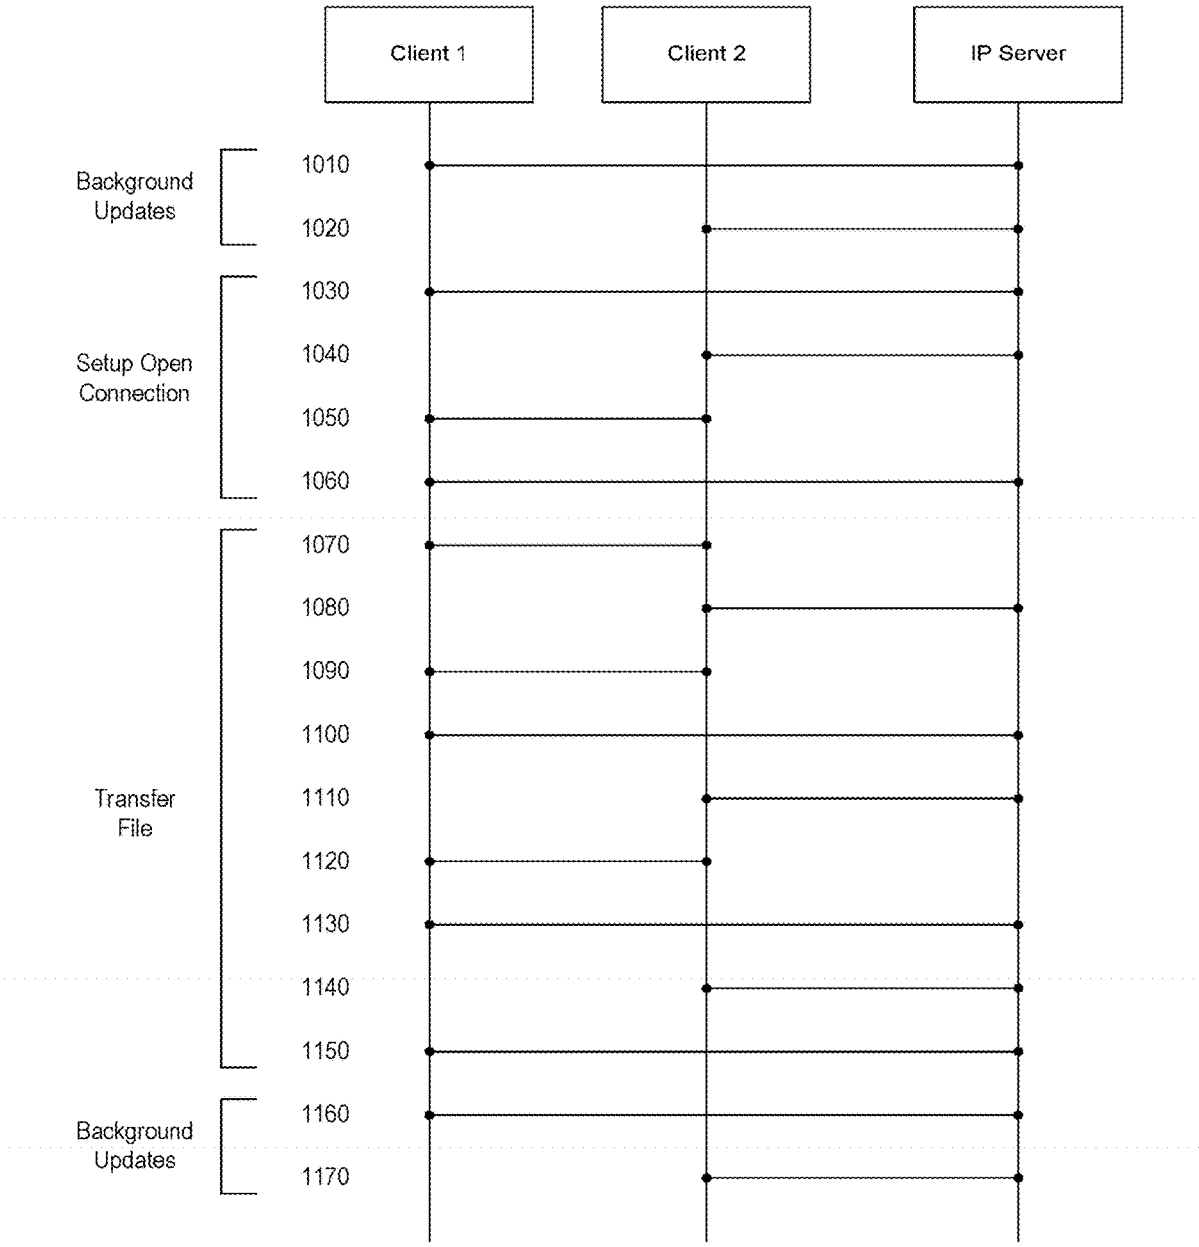 Client 1
Client 2
IP Server
Background
Updates
1010
1020
Setup Open
Connection
1030
1040
1050
1060
Transfer
File
1070
1080
1090
1100
1110
1120
1130
1140
1150
Background
Updates
1160
1170